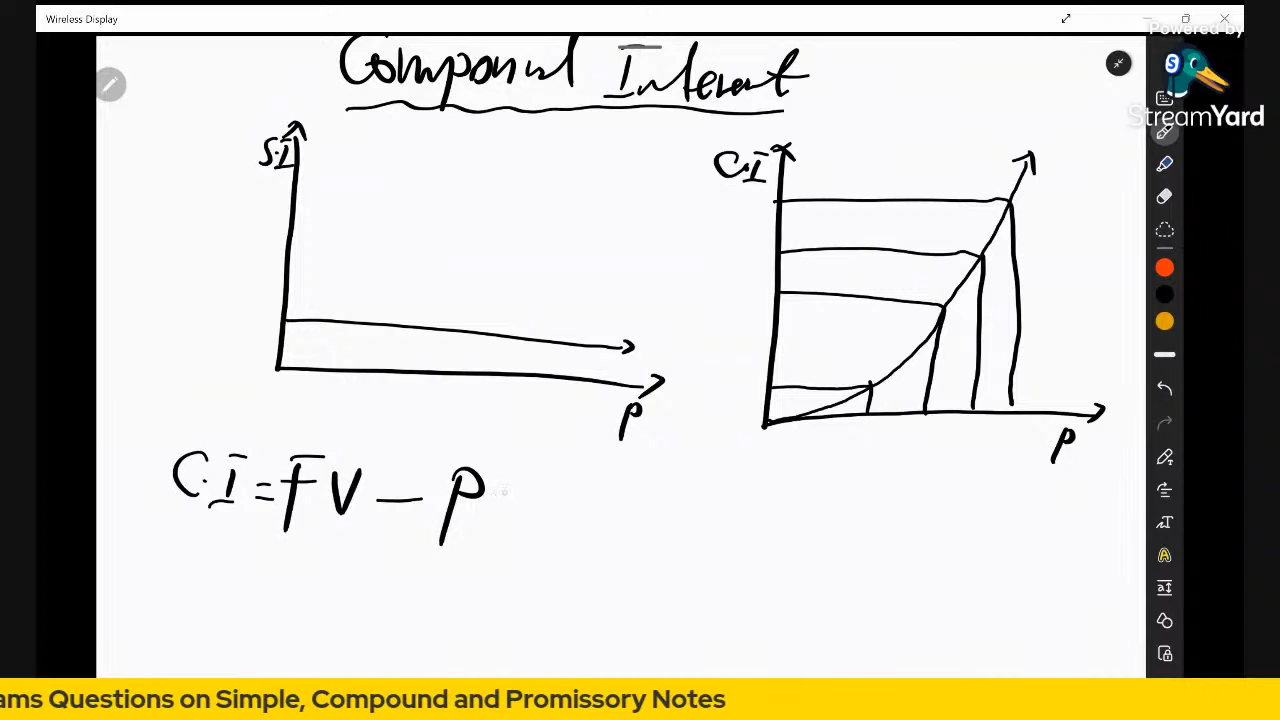 Wireless Display
Powered by
StreamYard
Compound Interest
S.I
P
C.I
P
C.I = FV - P
ams Questions on Simple, Compound and Promissory Notes